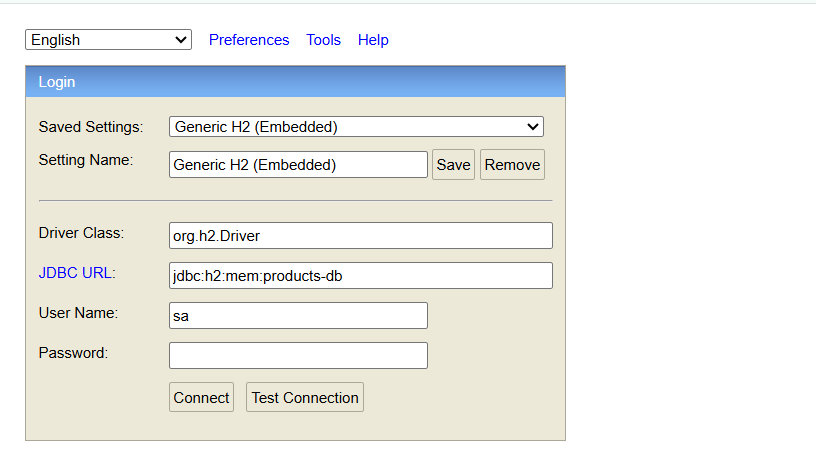 English Preferences Tools Help
Login
Saved Settings: Generic H2 (Embedded)
Setting Name: Generic H2 (Embedded) Save Remove
Driver Class: org.h2.Driver
JDBC URL: jdbc:h2:mem:products-db
User Name: sa
Password:
Connect Test Connection